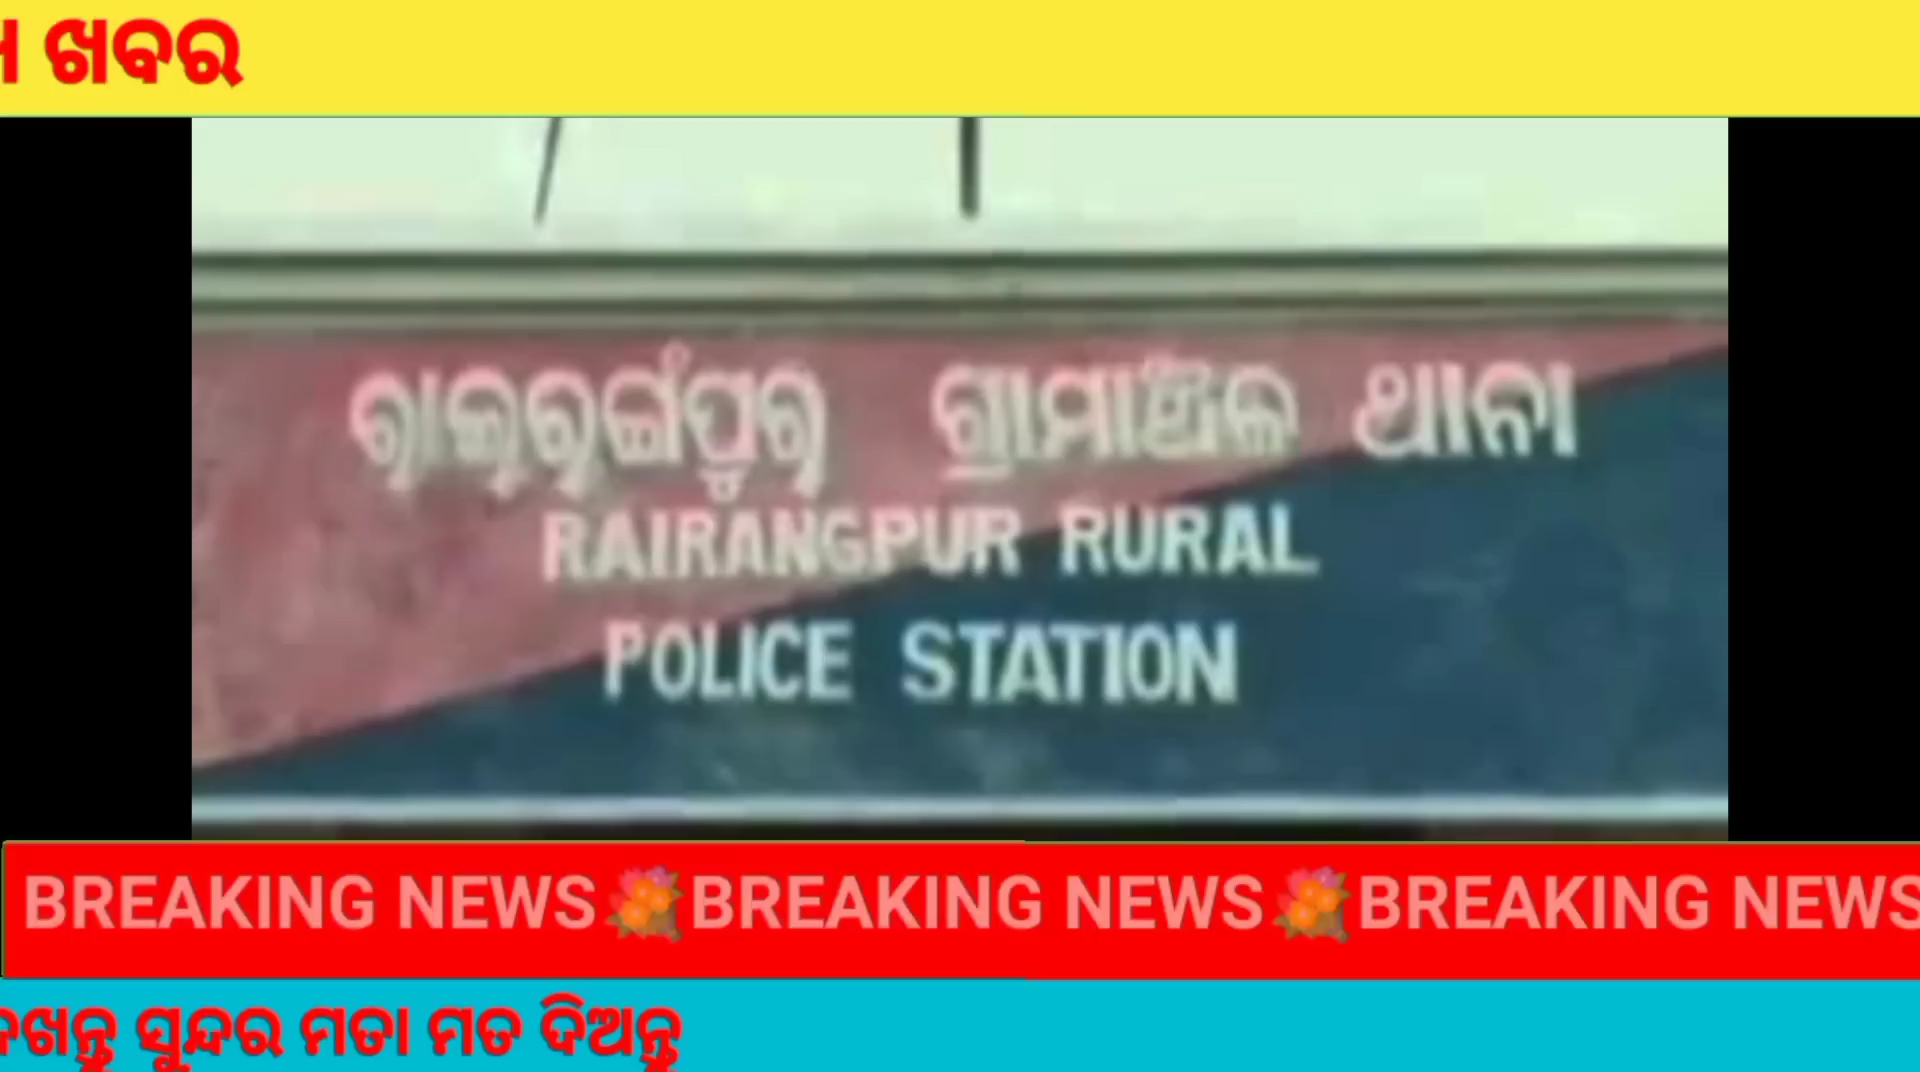 ଖବର
ରାଇରଙ୍ଗପୁର ଗ୍ରାମାଞ୍ଚଳ ଥାନା
RAIRANGPUR RURAL
POLICE STATION
BREAKING NEWS💐BREAKING NEWS💐BREAKING NEWS
ସୁନ୍ଦର ମତା ମତ ଦିଅନ୍ତୁ